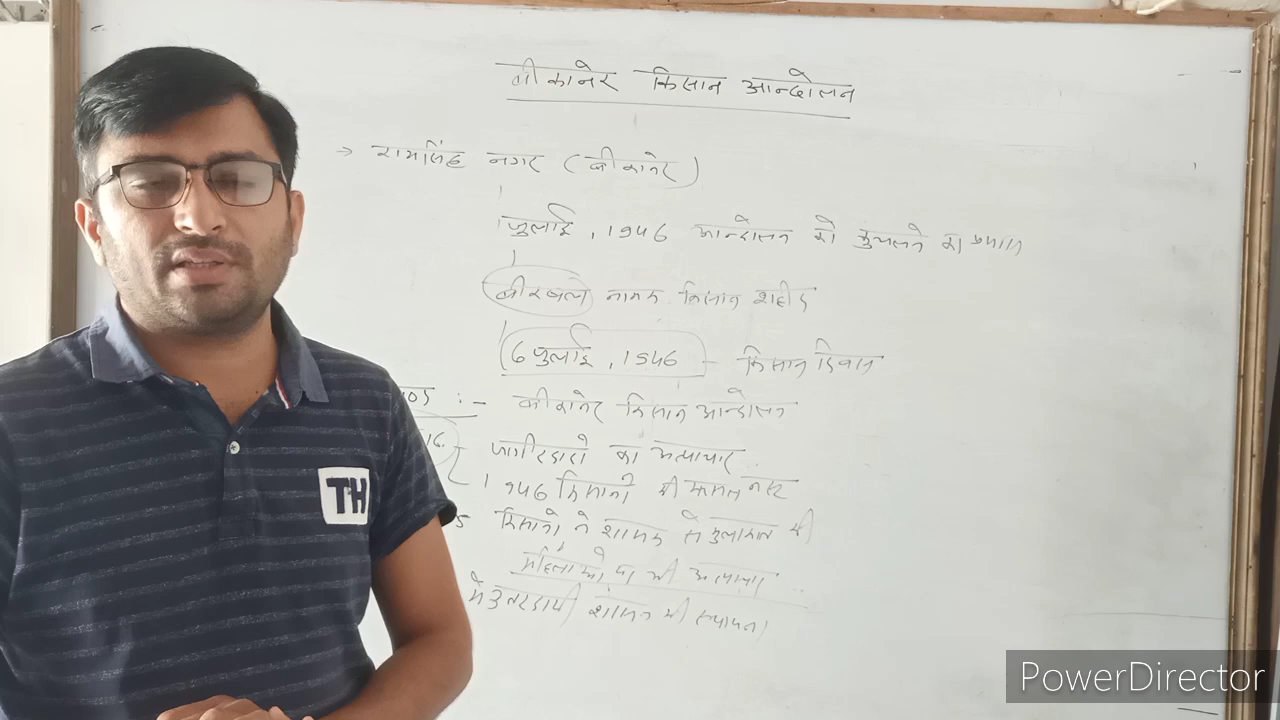 बीकानेर किसान आन्दोलन
→ रायसिंह नगर (बीकानेर)
जुलाई, 1946 आन्दोलन को कुचलने का प्रयास
बीरबल नामक किसान शहीद
6 जुलाई, 1946 - किसान दिवस
:- बीकानेर किसान आन्दोलन
जागीरदारो का अत्याचार
1946 किसानो की फसल नष्ट
किसानो ने शासक से मुलाकात की
महिलाओ पर भी अत्याचार
मे उत्तरदायी शासन की स्थापना
TH
PowerDirector